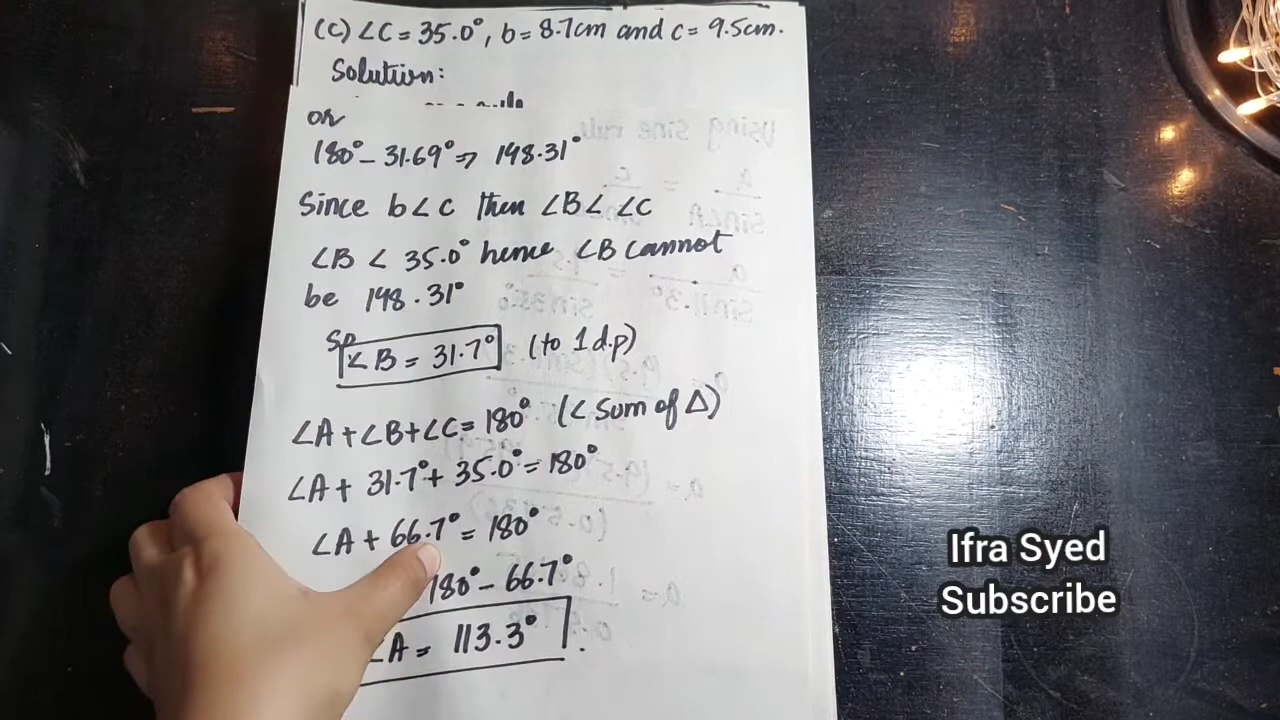 (C) ∠C = 35.0°, b = 8.7cm and c = 9.5cm.
Solution:
or
180° - 31.69° ⇒ 148.31°
Since b < c then ∠B < ∠C
∠B < 35.0° hence ∠B cannot
be 148.31°
So
∠B = 31.7° (to 1 d.p)
∠A + ∠B + ∠C = 180° (∠ Sum of Δ)
∠A + 31.7° + 35.0° = 180°
∠A + 66.7° = 180°
180° - 66.7°
∠A = 113.3°.
Ifra Syed
Subscribe